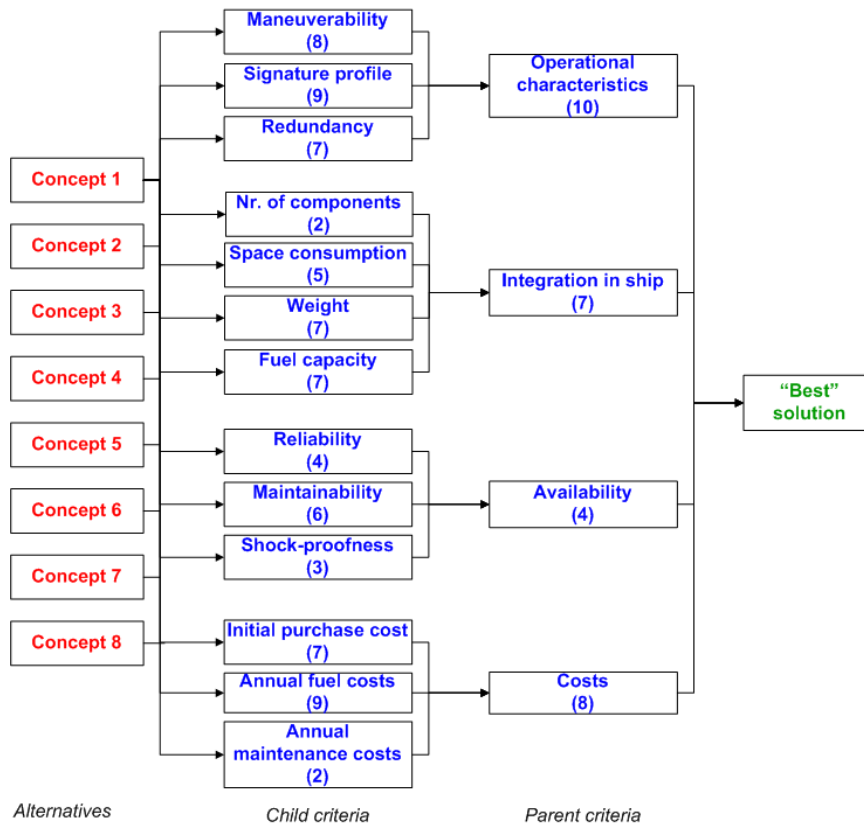 Concept 1
Concept 2
Concept 3
Concept 4
Concept 5
Concept 6
Concept 7
Concept 8
Alternatives
Maneuverability
(8)
Signature profile
(9)
Redundancy
(7)
Nr. of components
(2)
Space consumption
(5)
Weight
(7)
Fuel capacity
(7)
Reliability
(4)
Maintainability
(6)
Shock-proofness
(3)
Initial purchase cost
(7)
Annual fuel costs
(9)
Annual
maintenance costs
(2)
Child criteria
Operational
characteristics
(10)
Integration in ship
(7)
Availability
(4)
Costs
(8)
Parent criteria
“Best”
solution